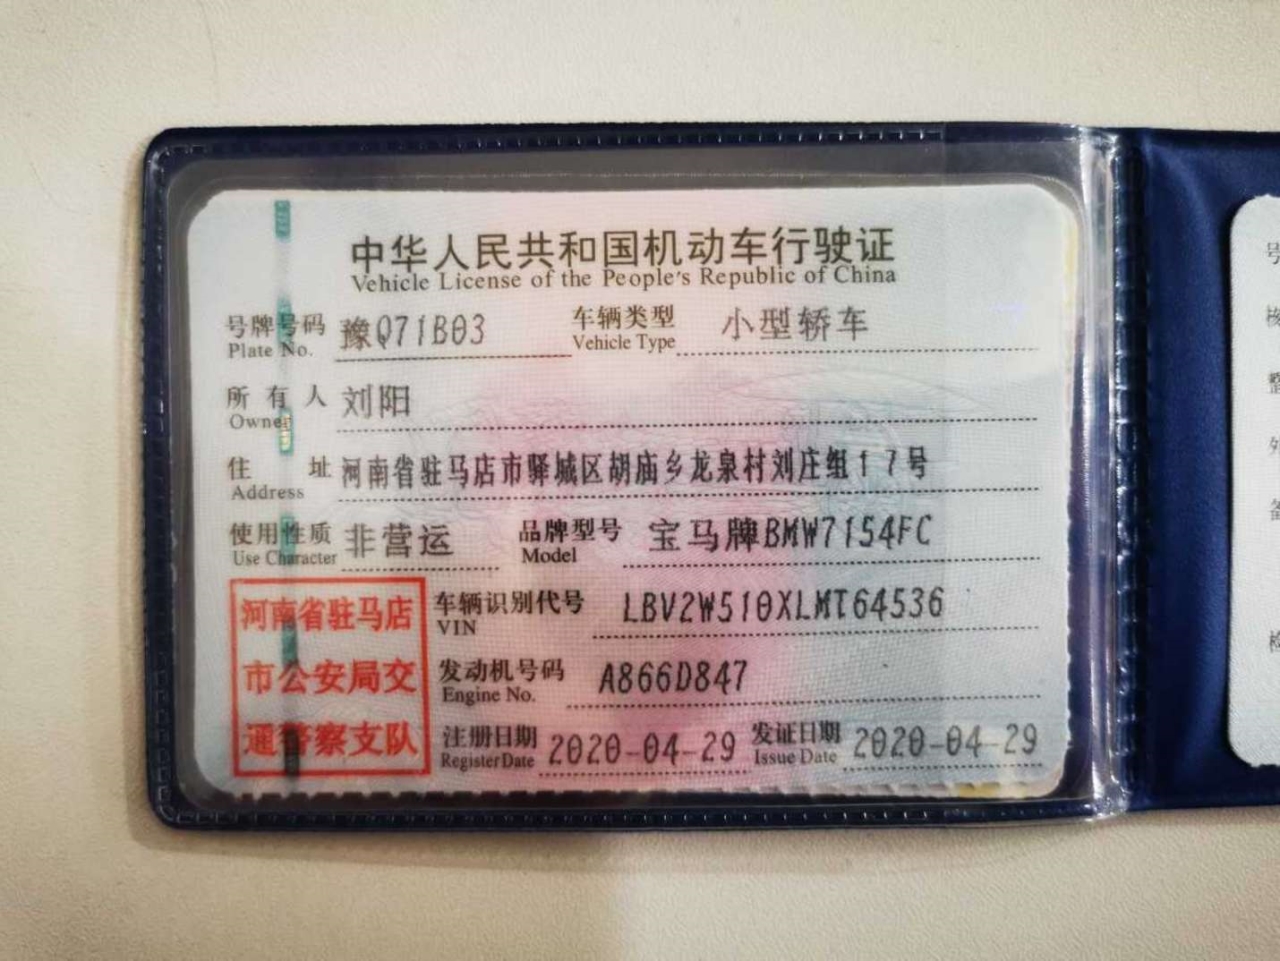 中华人民共和国机动车行驶证
Vehicle License of the People's Republic of China
号牌号码 豫Q71B03 车辆类型 小型轿车
Plate No. Vehicle Type
所有人 刘阳
Owner
住址 河南省驻马店市驿城区胡庙乡龙泉村刘庄组17号
Address
使用性质 非营运 品牌型号 宝马牌BMW7154FC
Use Character Model
河南省驻马店
市公安局交
通警察支队
车辆识别代号 LBV2W510XLMT64536
VIN
发动机号码 A866D847
Engine No.
注册日期 2020-04-29 发证日期 2020-04-29
Register Date Issue Date
号